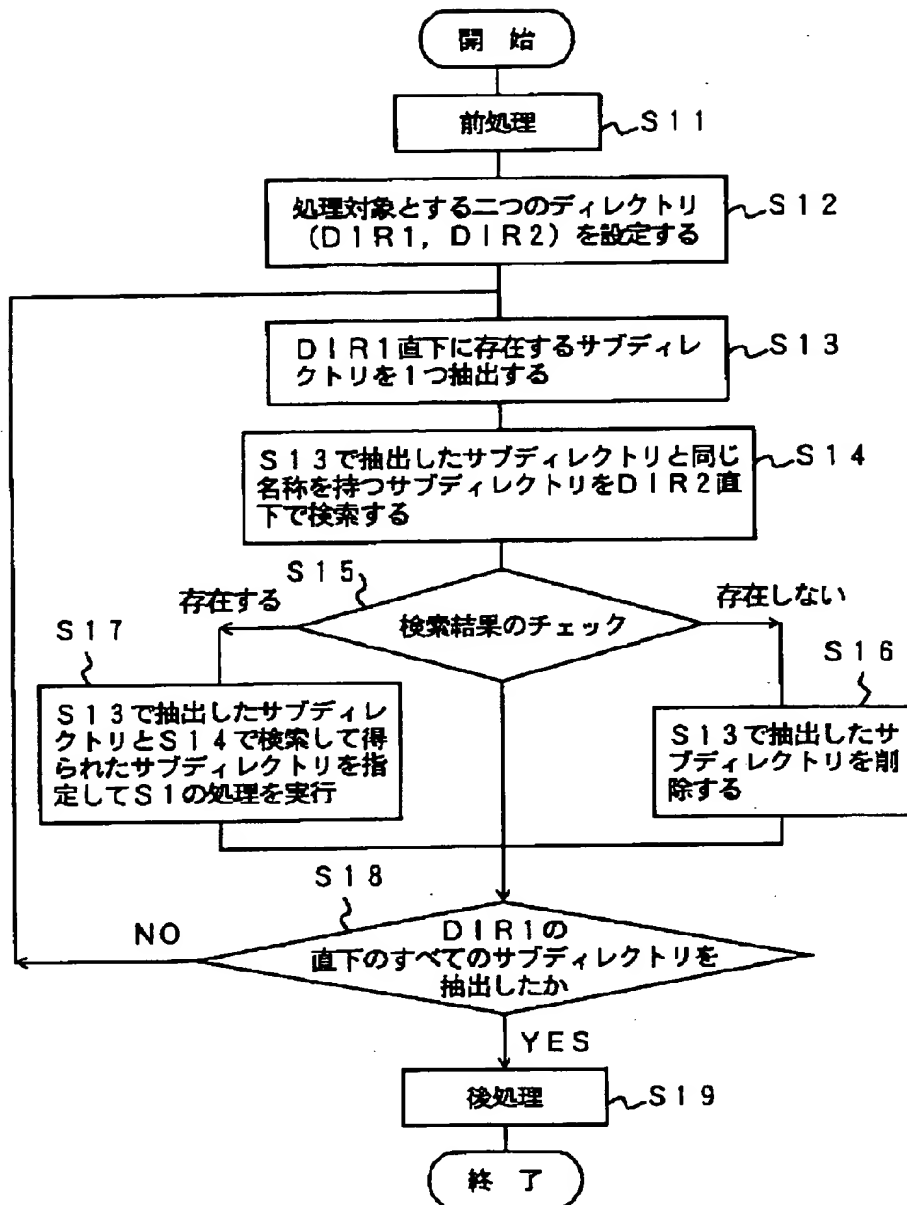 開 始
前処理
S11
処理対象とする二つのディレクトリ
(DIR1, DIR2) を設定する
S12
DIR1直下に存在するサブディレ
クトリを1つ抽出する
S13
S13で抽出したサブディレクトリと同じ
名称を持つサブディレクトリをDIR2直
下で検索する
S14
S15
存在する
検索結果のチェック
存在しない
S17
S13で抽出したサブディレ
クトリとS14で検索して得
られたサブディレクトリを指
定してS1の処理を実行
S16
S13で抽出したサ
ブディレクトリを削
除する
S18
NO
DIR1の
直下のすべてのサブディレクトリを
抽出したか
YES
後処理
S19
終 了